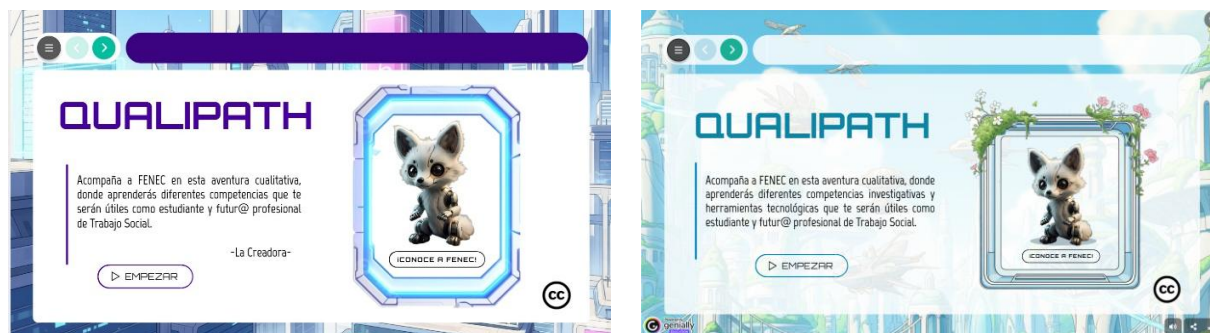 QUALIPATH
Acompaña a FENEC en esta aventura cualitativa,
donde aprenderás diferentes competencias que te
serán útiles como estudiante y futur@ profesional
de Trabajo Social.
-La Creadora-
EMPEZAR
¡CONOCE A FENEC!
cc
QUALIPATH
Acompaña a FENEC en esta aventura cualitativa, donde
aprenderás diferentes competencias investigativas y
herramientas tecnológicas que te serán útiles como
estudiante y futur@ profesional de Trabajo Social.
EMPEZAR
¡CONOCE A FENEC!
cc
genially